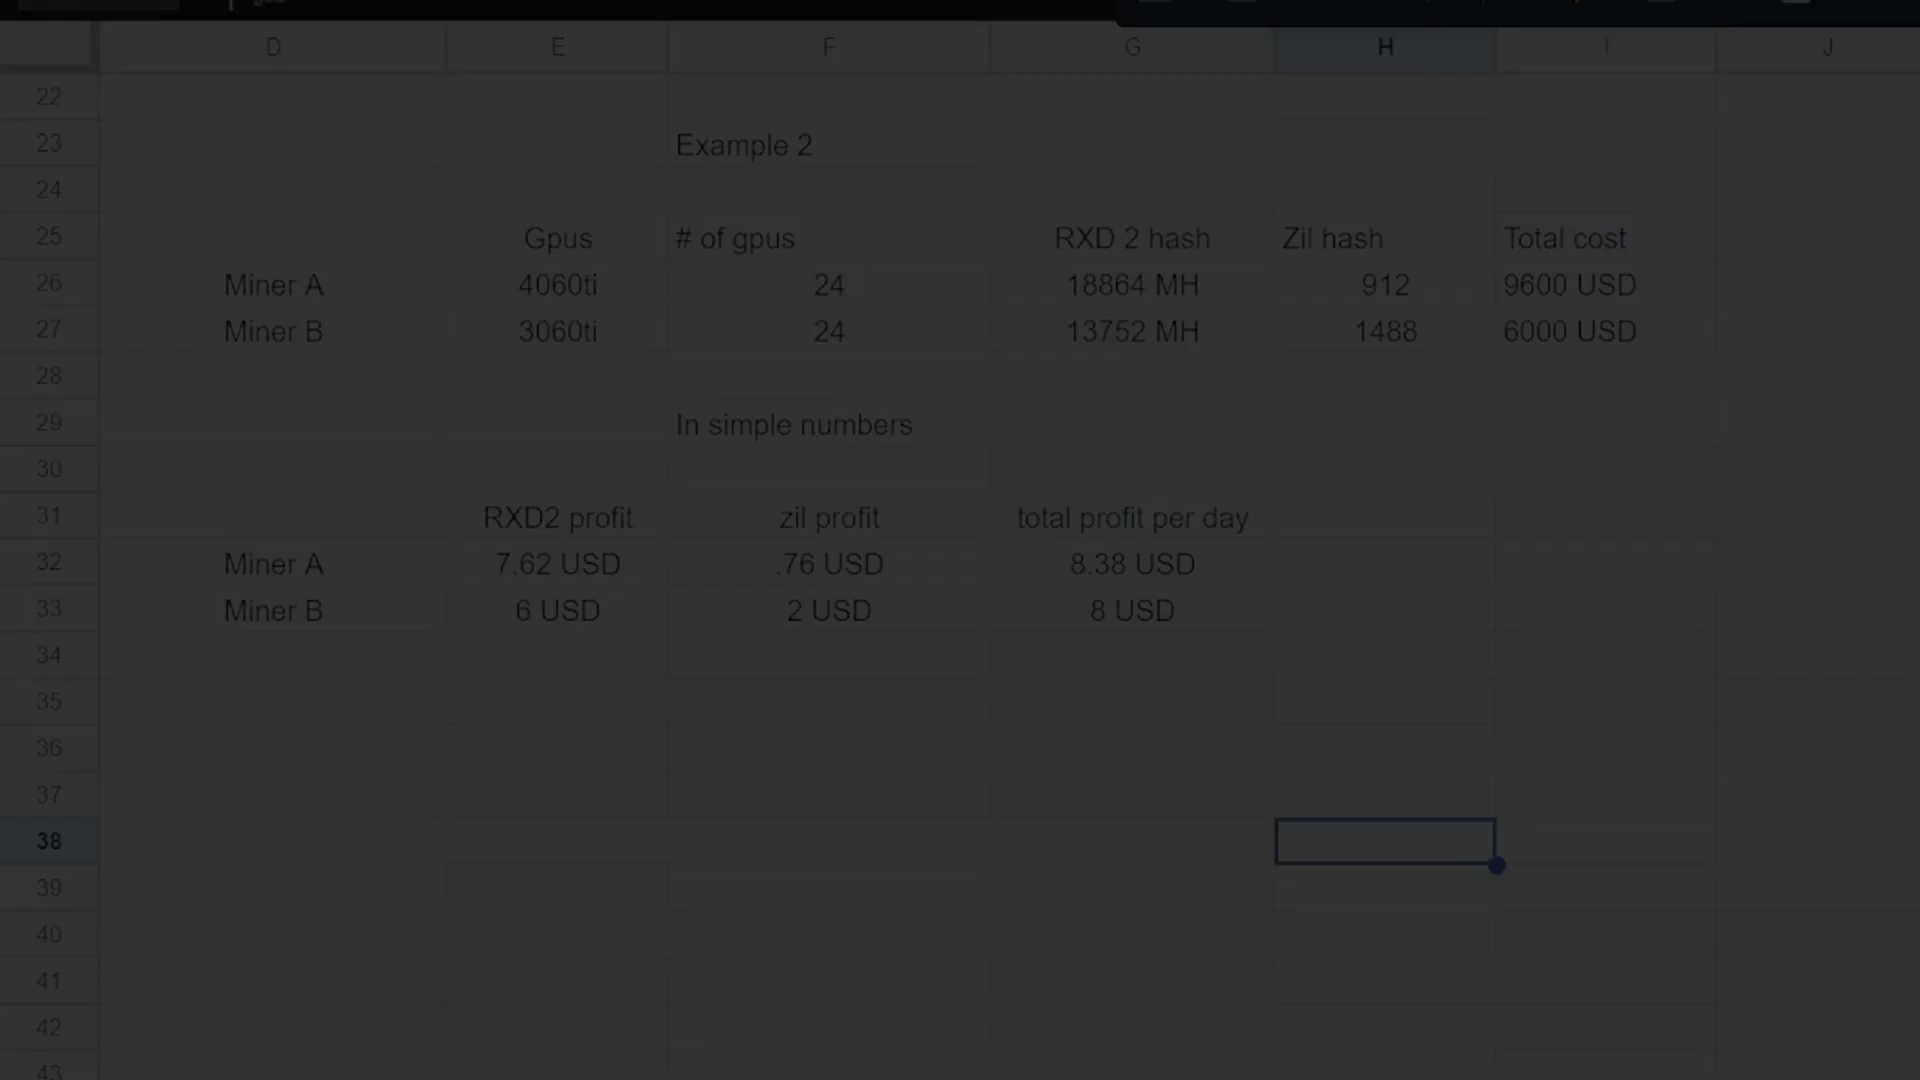 D E F G H I J
22
23 Example 2
24
25 Gpus # of gpus RXD 2 hash Zil hash Total cost
26 Miner A 4060ti 24 18864 MH 912 9600 USD
27 Miner B 3060ti 24 13752 MH 1488 6000 USD
28
29 In simple numbers
30
31 RXD2 profit zil profit total profit per day
32 Miner A 7.62 USD .76 USD 8.38 USD
33 Miner B 6 USD 2 USD 8 USD
34
35
36
37
38
39
40
41
42
43